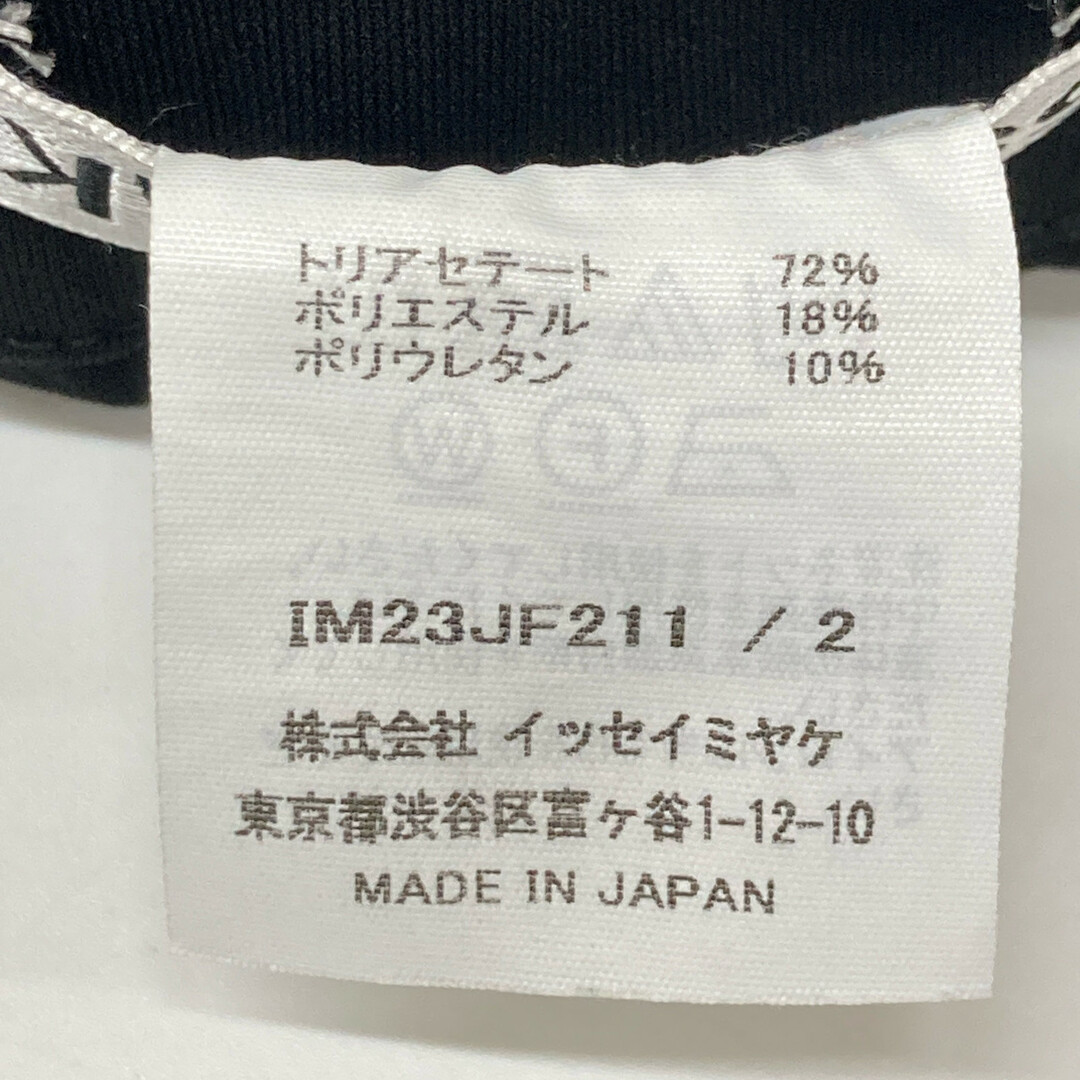 トリアセテート 72%
ポリエステル 18%
ポリウレタン 10%
IM23JF211 / 2
株式会社 イッセイミヤケ
東京都渋谷区富ヶ谷1-12-10
MADE IN JAPAN